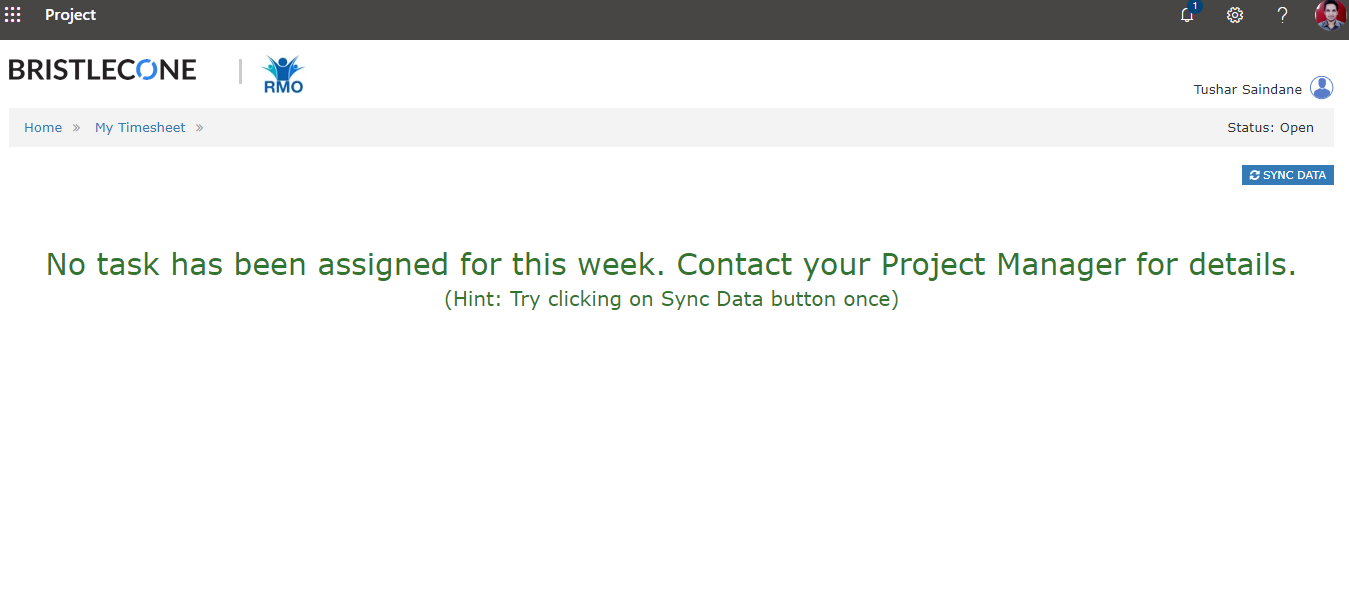 Project
1
?
BRISTLECONE
RMO
Tushar Saindane
Home » My Timesheet »
Status: Open
SYNC DATA
No task has been assigned for this week. Contact your Project Manager for details.
(Hint: Try clicking on Sync Data button once)